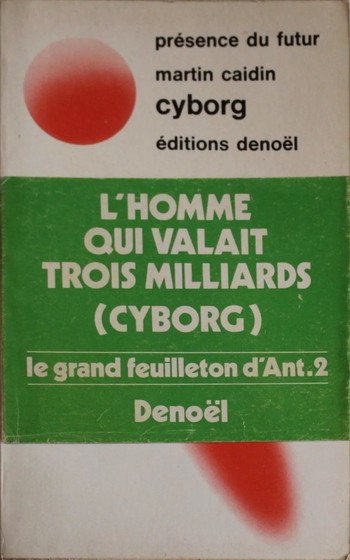 présence du futur
martin caidin
cyborg
éditions denoël
L'HOMME
QUI VALAIT
TROIS MILLIARDS
(CYBORG)
le grand feuilleton d'Ant.2
Denoël